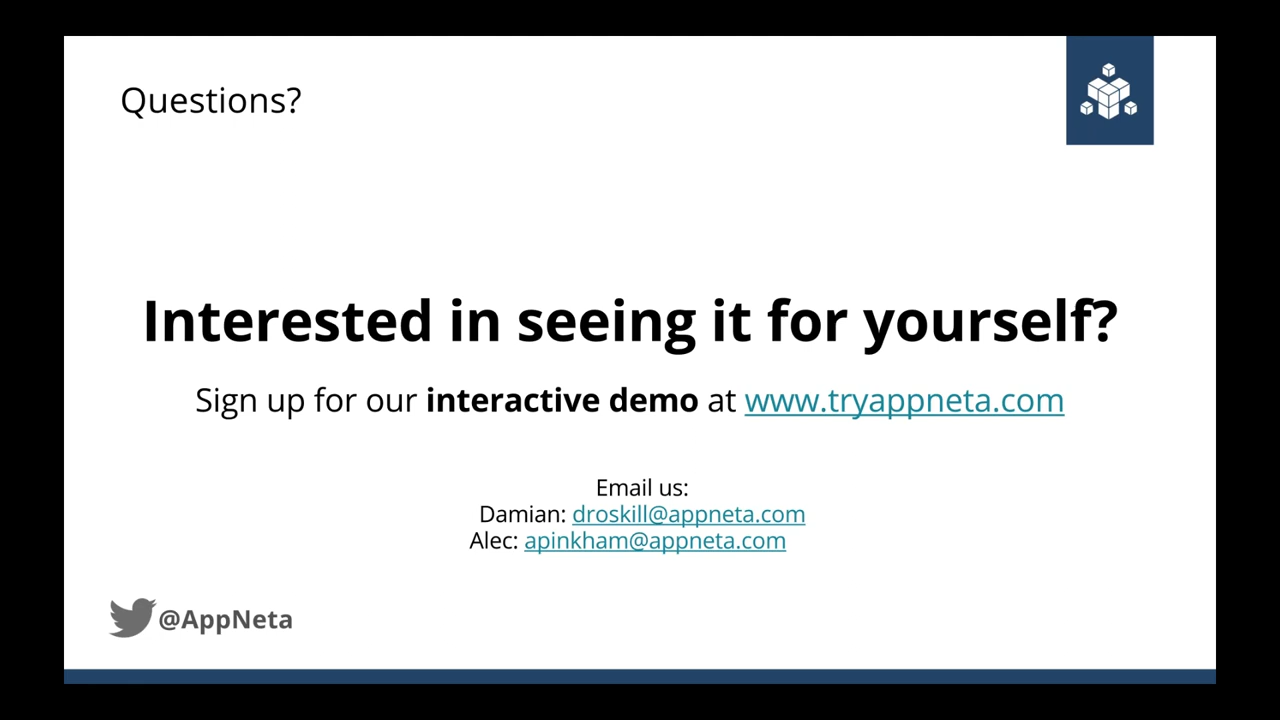 Questions?
Interested in seeing it for yourself?
Sign up for our interactive demo at www.tryappneta.com
Email us:
Damian: droskill@appneta.com
Alec: apinkham@appneta.com
@AppNeta